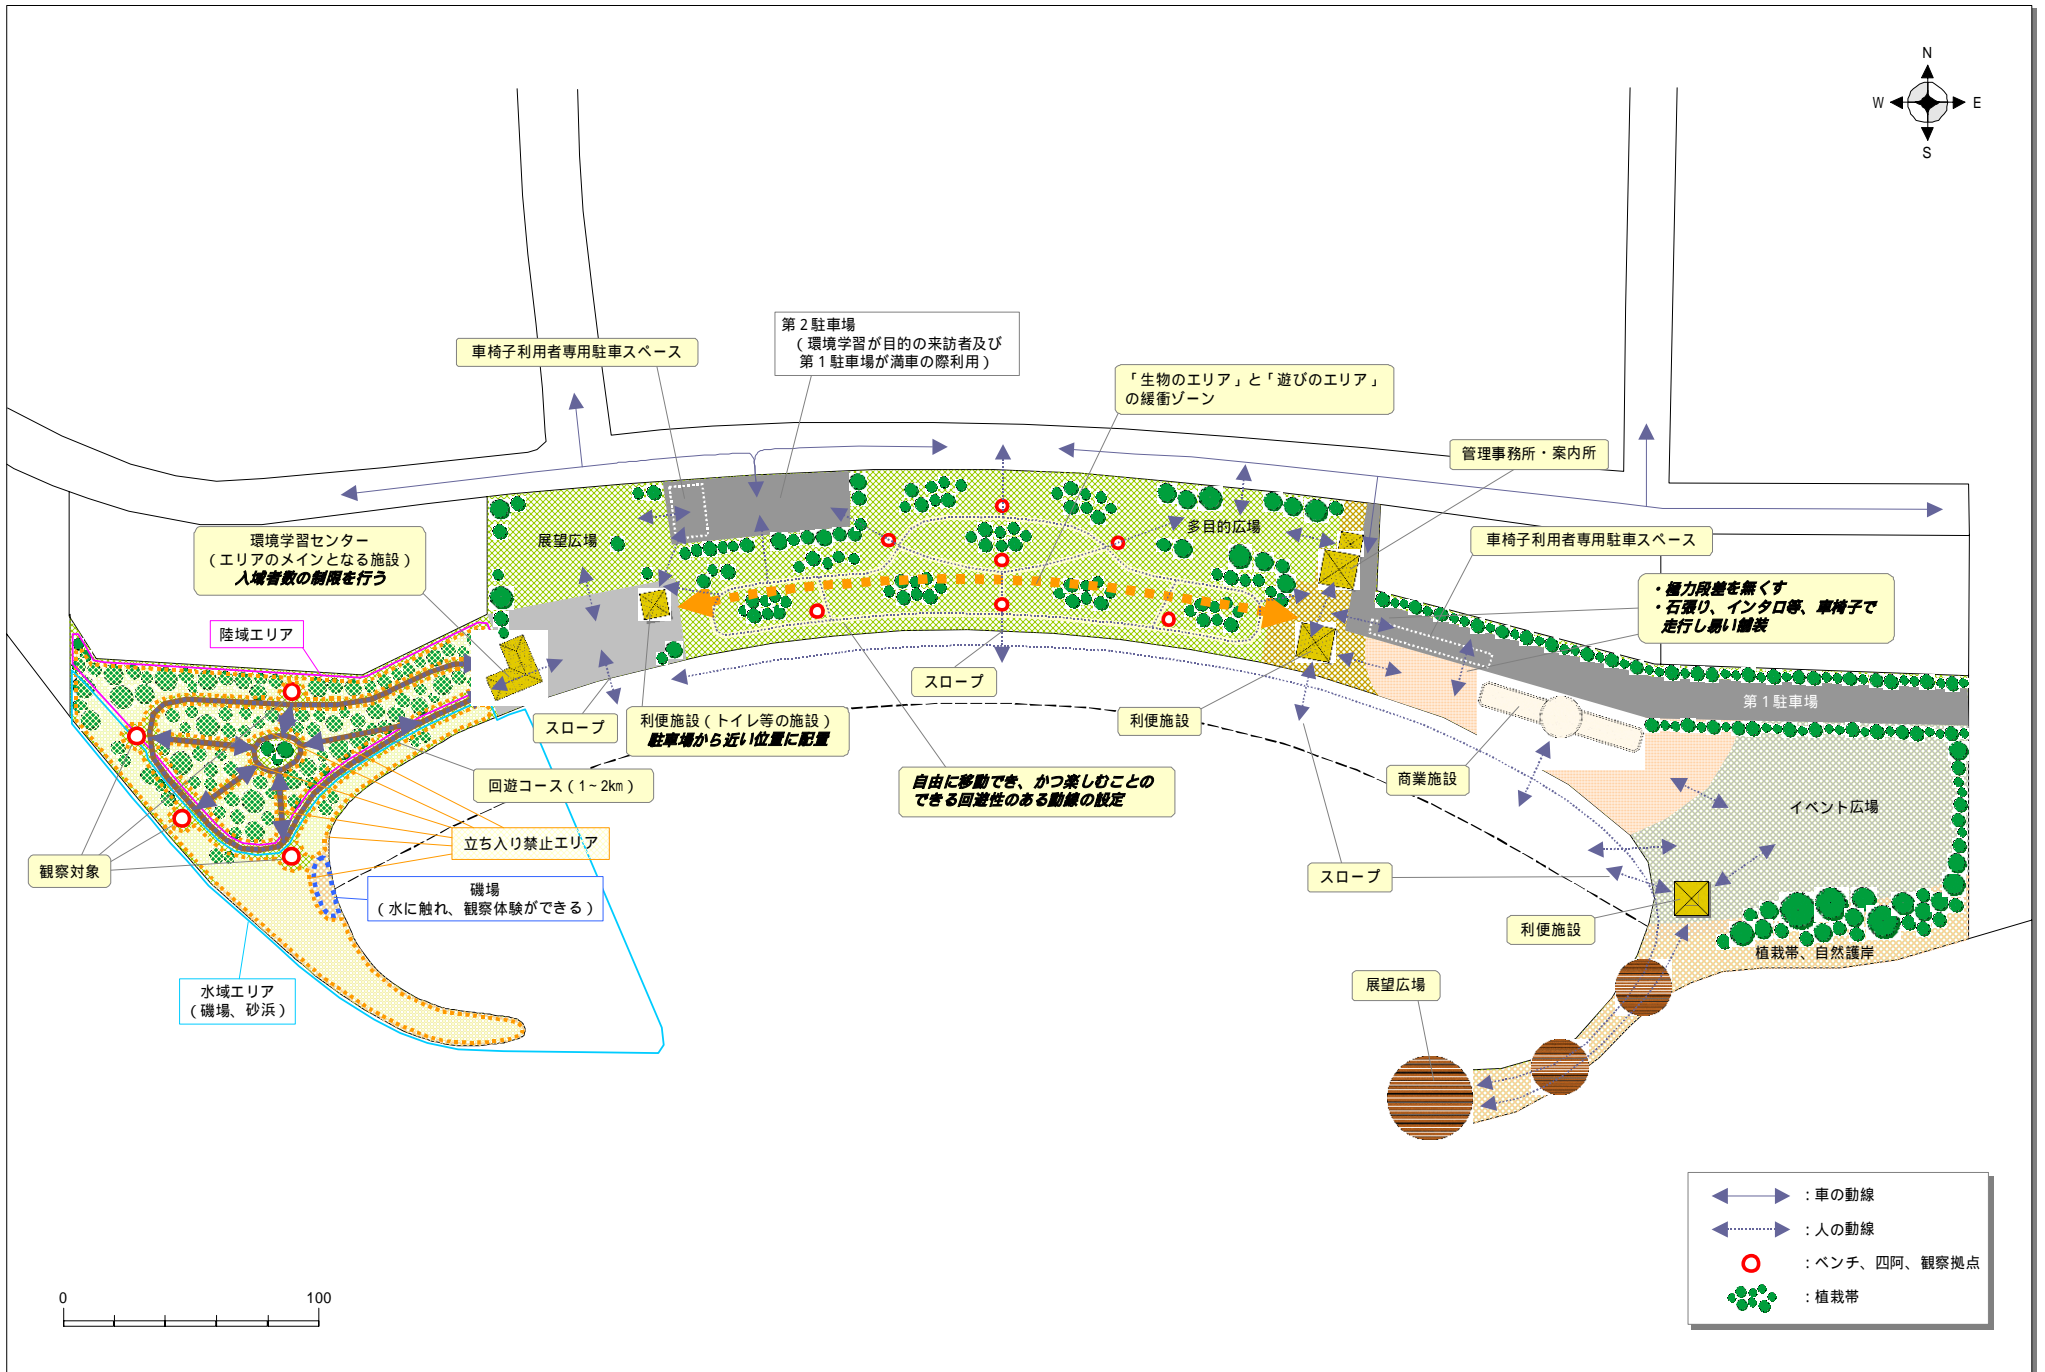 N
W
E
S
第2駐車場
(環境学習が目的の来訪者及び
第1駐車場が満車の際利用)
車椅子利用者専用駐車スペース
「生物のエリア」と「遊びのエリア」
の緩衝ゾーン
管理事務所・案内所
環境学習センター
(エリアのメインとなる施設)
入域者数の制限を行う
展望広場
多目的広場
車椅子利用者専用駐車スペース
・極力段差を無くす
・石張り、インタロ等、車椅子で
走行し易い舗装
陸域エリア
スロープ
第1駐車場
スロープ
利便施設(トイレ等の施設)
駐車場から近い位置に配置
利便施設
回遊コース(1~2km)
自由に移動でき、かつ楽しむことの
できる回遊性のある動線の設定
商業施設
イベント広場
立ち入り禁止エリア
観察対象
スロープ
磯場
(水に触れ、観察体験ができる)
利便施設
植栽帯、自然護岸
水域エリア
(磯場、砂浜)
展望広場
:車の動線
:人の動線
:ベンチ、四阿、観察拠点
:植栽帯
0
100